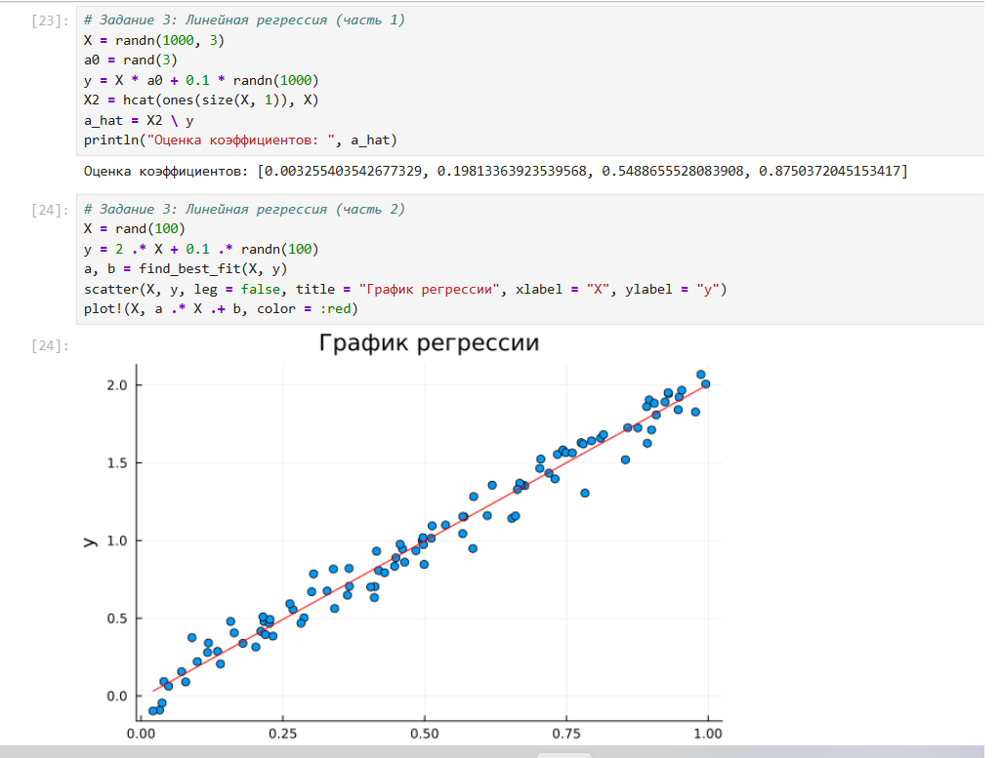 [23]: # Задание 3: Линейная регрессия (часть 1)
X = randn(1000, 3)
a0 = rand(3)
y = X * a0 + 0.1 * randn(1000)
X2 = hcat(ones(size(X, 1)), X)
a_hat = X2 \ y
println("Оценка коэффициентов: ", a_hat)
Оценка коэффициентов: [0.003255403542677329, 0.19813363923539568, 0.5488655528083908, 0.8750372045153417]
[24]: # Задание 3: Линейная регрессия (часть 2)
X = rand(100)
y = 2 .* X + 0.1 .* randn(100)
a, b = find_best_fit(X, y)
scatter(X, y, leg = false, title = "График регрессии", xlabel = "X", ylabel = "y")
plot!(X, a .* X .+ b, color = :red)
[24]:
График регрессии
2.0
1.5
y
1.0
0.5
0.0
0.00 0.25 0.50 0.75 1.00